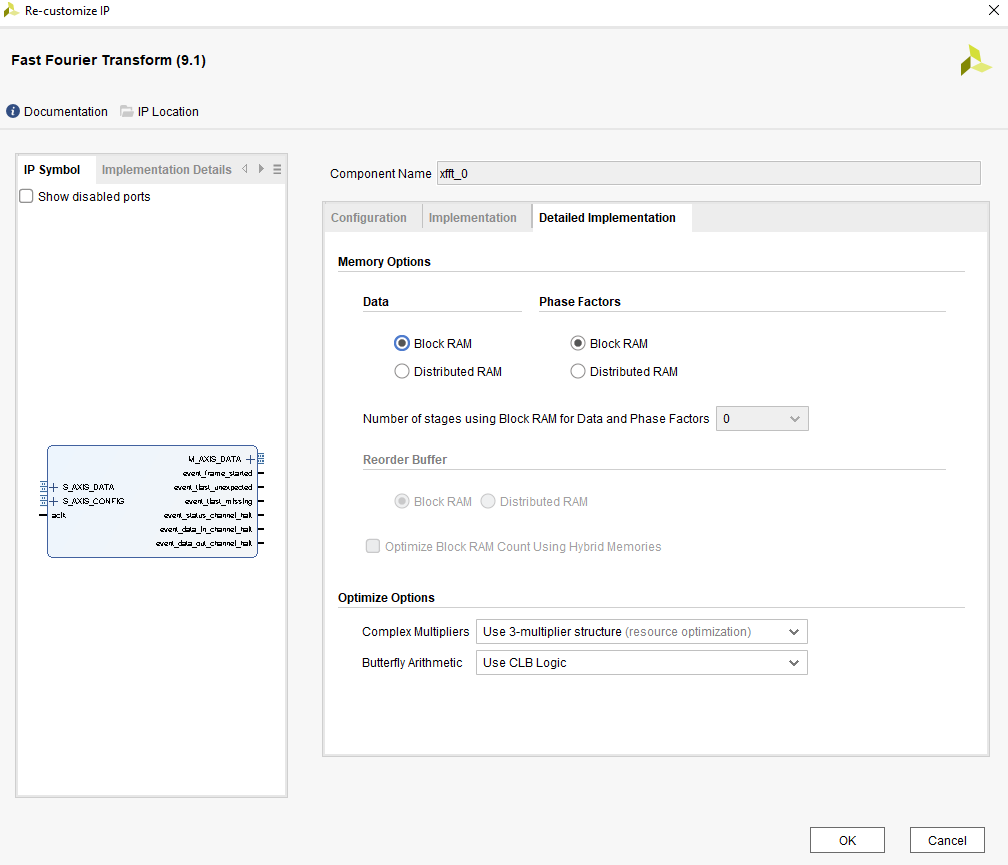 Re-customize IP
Fast Fourier Transform (9.1)
Documentation IP Location
IP Symbol Implementation Details
Show disabled ports
M_AXIS_DATA
event_frame_started
S_AXIS_DATA event_tlast_unexpected
S_AXIS_CONFIG event_tlast_missing
aclk event_status_channel_halt
event_data_in_channel_halt
event_data_out_channel_halt
Component Name xfft_0
Configuration Implementation Detailed Implementation
Memory Options
Data Phase Factors
Block RAM Block RAM
Distributed RAM Distributed RAM
Number of stages using Block RAM for Data and Phase Factors 0
Reorder Buffer
Block RAM Distributed RAM
Optimize Block RAM Count Using Hybrid Memories
Optimize Options
Complex Multipliers Use 3-multiplier structure (resource optimization)
Butterfly Arithmetic Use CLB Logic
OK Cancel